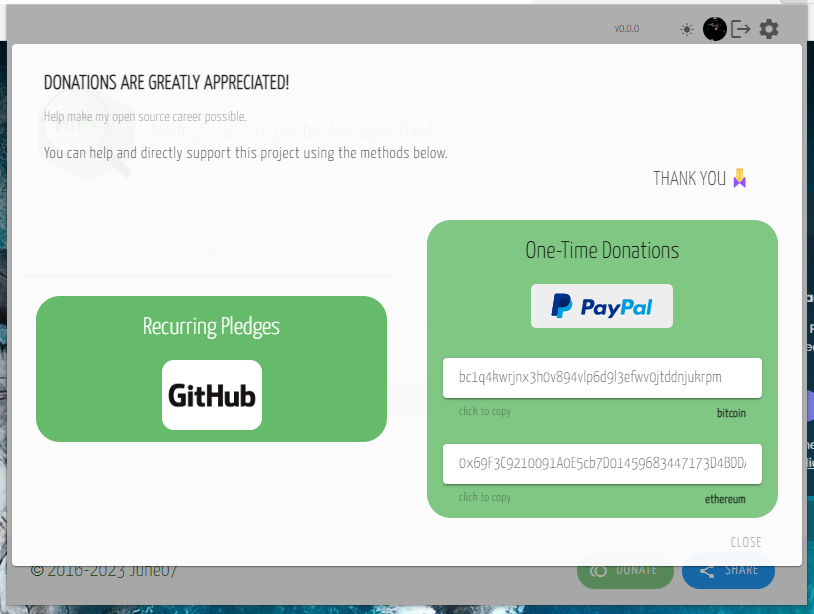 v0.0.0
DONATIONS ARE GREATLY APPRECIATED!
Help make my open source career possible.
Node.js V8 --inspector Manager (NiM)
You can help and directly support this project using the methods below.
THANK YOU
One-Time Donations
PayPal
Recurring Pledges
GitHub
bc1q4kwrjnx3h0v894vlp6d9l3efwv0jtddnjukrpm
click to copy
bitcoin
0x69F3C9210091A0E5cb7D01459683447173D4BDD
click to copy
ethereum
CLOSE
© 2016-2023 June07
DONATE
SHARE